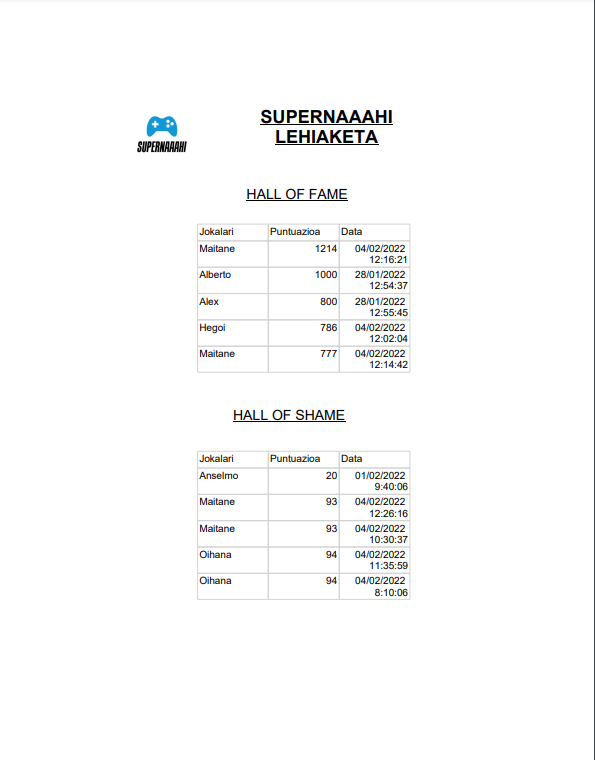 SUPERNAAAHI
LEHIAKETA
SUPERNAAAHI
HALL OF FAME
Jokalari Puntuazioa Data
Maitane 1214 04/02/2022
12:16:21
Alberto 1000 28/01/2022
12:54:37
Alex 800 28/01/2022
12:55:45
Hegoi 786 04/02/2022
12:02:04
Maitane 777 04/02/2022
12:14:42
HALL OF SHAME
Jokalari Puntuazioa Data
Anselmo 20 01/02/2022
9:40:06
Maitane 93 04/02/2022
12:26:16
Maitane 93 04/02/2022
10:30:37
Oihana 94 04/02/2022
11:35:59
Oihana 94 04/02/2022
8:10:06